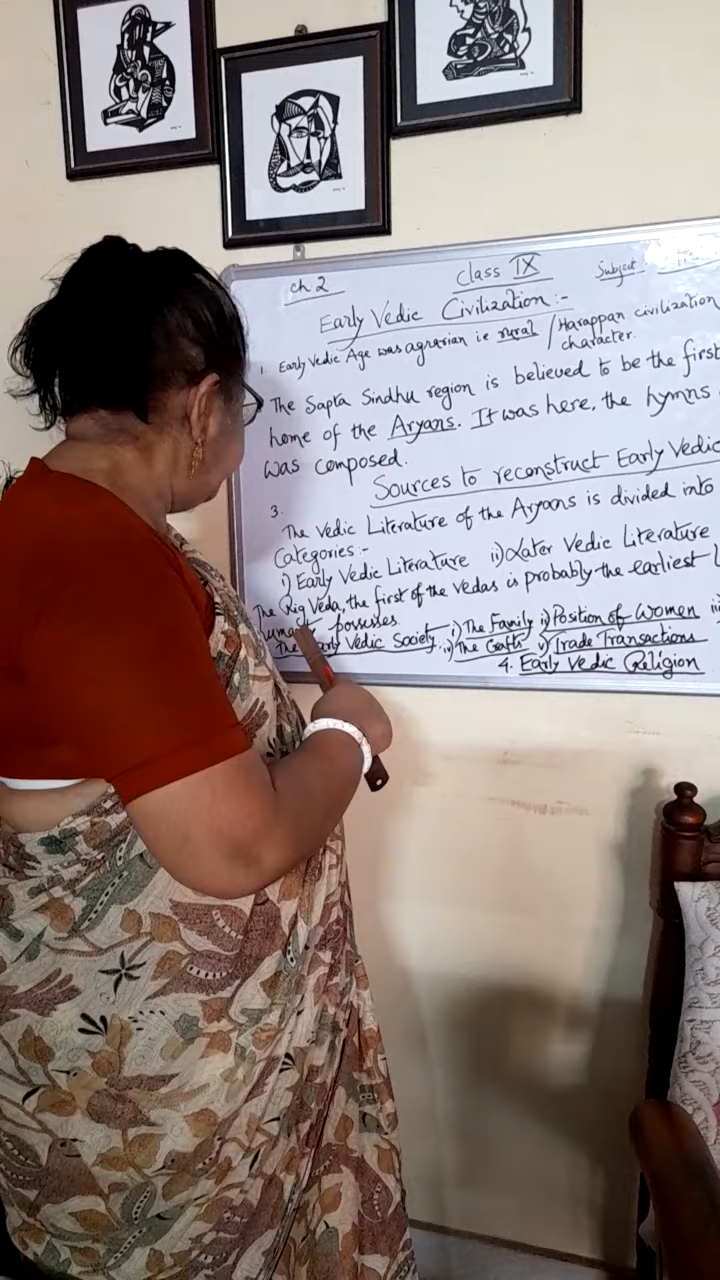 ch 2
Class IX
Subject
Early Vedic Civilization :-
1. Early Vedic Age was agrarian ie rural / Harappan civilization
character.
The Sapta Sindhu region is believed to be the first
home of the Aryans. It was here, the hymns
was composed.
Sources to reconstruct Early Vedic
3.
The Vedic Literature of the Aryans is divided into
Categories :-
i) Early Vedic Literature ii) Later Vedic Literature
The Rig Veda, the first of the Vedas is probably the earliest
possesses.
The Early Vedic Society. i) The Family ii) Position of Women iii
iv) The Crafts v) Trade Transactions
4. Early Vedic Religion